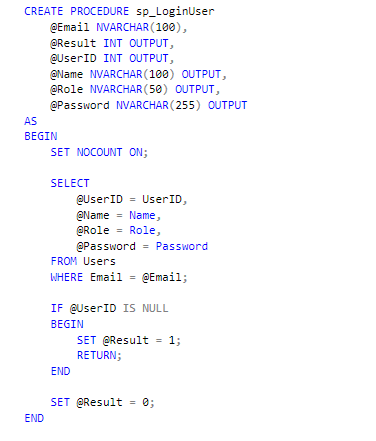 CREATE PROCEDURE sp_LoginUser
    @Email NVARCHAR(100),
    @Result INT OUTPUT,
    @UserID INT OUTPUT,
    @Name NVARCHAR(100) OUTPUT,
    @Role NVARCHAR(50) OUTPUT,
    @Password NVARCHAR(255) OUTPUT
AS
BEGIN
    SET NOCOUNT ON;

    SELECT
        @UserID = UserID,
        @Name = Name,
        @Role = Role,
        @Password = Password
    FROM Users
    WHERE Email = @Email;

    IF @UserID IS NULL
    BEGIN
        SET @Result = 1;
        RETURN;
    END

    SET @Result = 0;
END